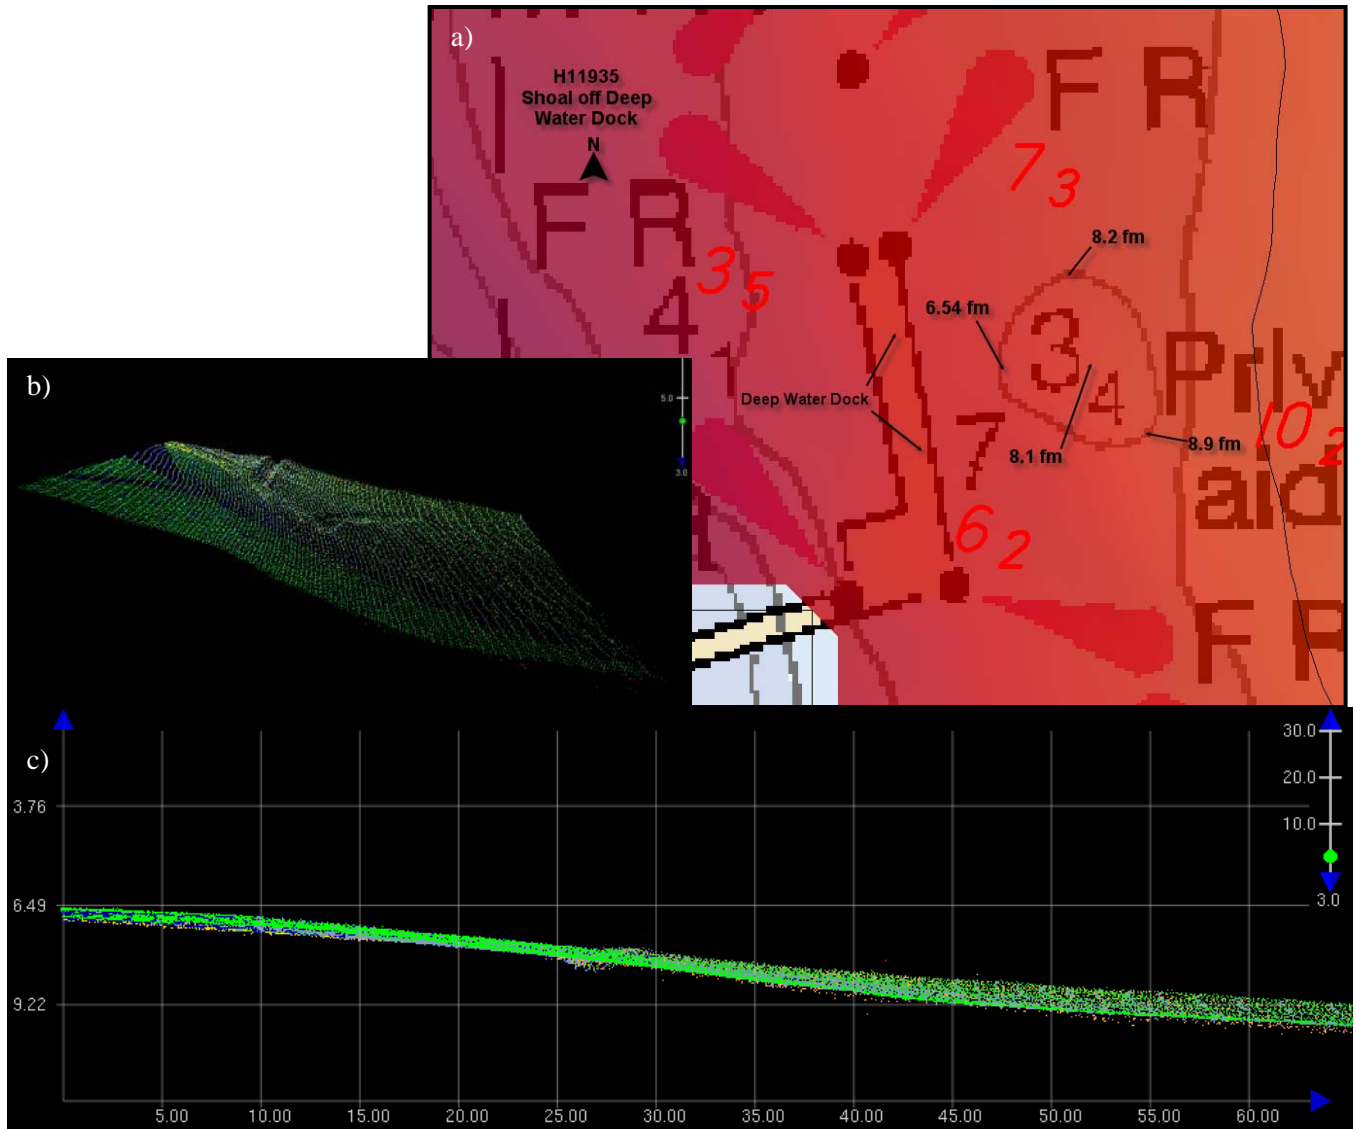 a)
H11935
Shoal off Deep
Water Dock
N
F R
7 3
F R
8.2 fm
3 5
4 1
6.54 fm
3 4
Priv
Deep Water Dock
10 2
7
8.1 fm
8.9 fm
aid
6 2
F R
b)
5.0
3.0
c)
30.0
20.0
10.0
3.0
3.76
6.49
9.22
5.00 10.00 15.00 20.00 25.00 30.00 35.00 40.00 45.00 50.00 55.00 60.00